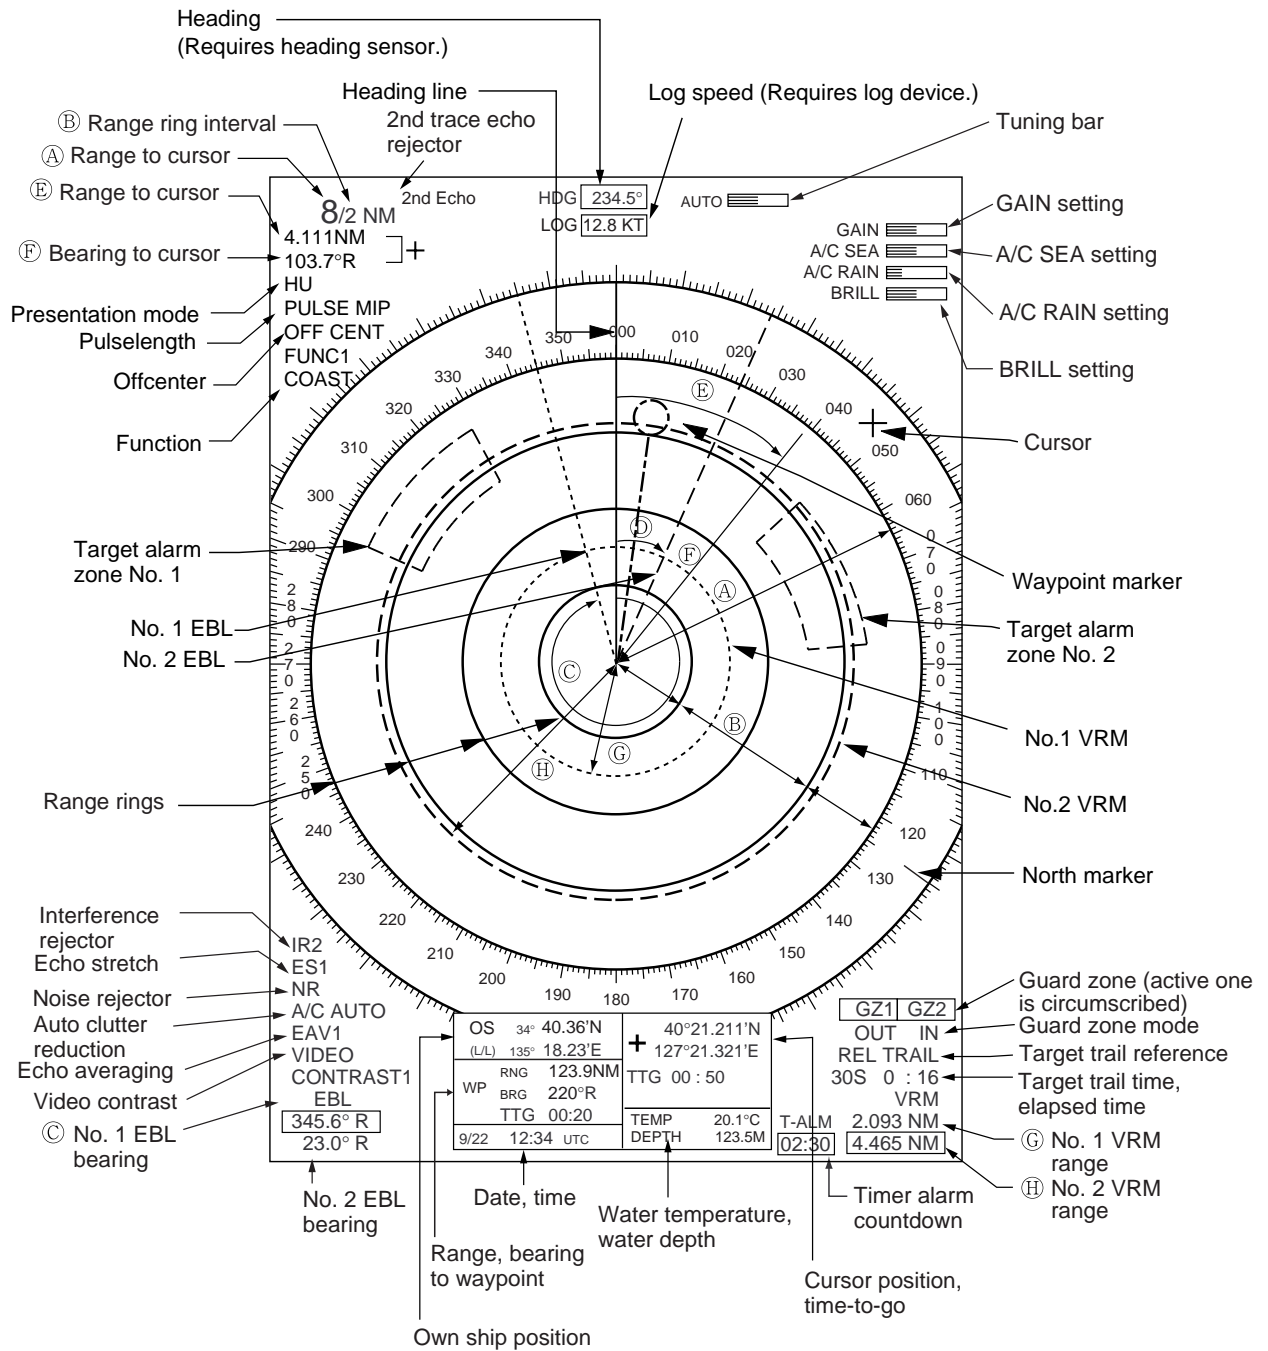 Heading
(Requires heading sensor.)
Heading line
Log speed (Requires log device.)
Ⓑ Range ring interval
2nd trace echo
rejector
Tuning bar
Ⓐ Range to cursor
Ⓔ Range to cursor
2nd Echo
HDG 234.5°
AUTO
8/2 NM
LOG 12.8 KT
GAIN setting
GAIN
4.111NM
+
A/C SEA
A/C SEA setting
Ⓕ Bearing to cursor
103.7°R
A/C RAIN
HU
BRILL
Presentation mode
PULSE MIP
A/C RAIN setting
Pulselength
OFF CENT
FUNC1
BRILL setting
Offcenter
COAST
Function
Cursor
000
010
020
030
040
050
060
070
080
090
100
110
120
130
140
150
160
170
180
190
200
210
220
230
240
250
260
270
280
290
300
310
320
330
340
350
Ⓔ
Ⓓ
Ⓕ
Ⓐ
Ⓒ
Ⓑ
Ⓖ
Ⓗ
Target alarm
zone No. 1
Waypoint marker
No. 1 EBL
No. 2 EBL
Target alarm
zone No. 2
No.1 VRM
Range rings
No.2 VRM
North marker
Interference
rejector
IR2
Echo stretch
ES1
Noise rejector
NR
Auto clutter
reduction
A/C AUTO
Echo averaging
EAV1
Video contrast
VIDEO
CONTRAST1
EBL
345.6° R
23.0° R
Ⓒ No. 1 EBL
bearing
No. 2 EBL
bearing
OS 34° 40.36'N
(L/L) 135° 18.23'E
WP
RNG 123.9NM
BRG 220°R
TTG 00:20
9/22 12:34 UTC
+
40°21.211'N
127°21.321'E
TTG 00 : 50
TEMP 20.1°C
DEPTH 123.5M
T-ALM
02:30
GZ1 GZ2
OUT IN
REL TRAIL
30S 0 : 16
VRM
2.093 NM
4.465 NM
Guard zone (active one
is circumscribed)
Guard zone mode
Target trail reference
Target trail time,
elapsed time
Ⓖ No. 1 VRM
range
Ⓗ No. 2 VRM
range
Date, time
Timer alarm
countdown
Water temperature,
water depth
Range, bearing
to waypoint
Cursor position,
time-to-go
Own ship position